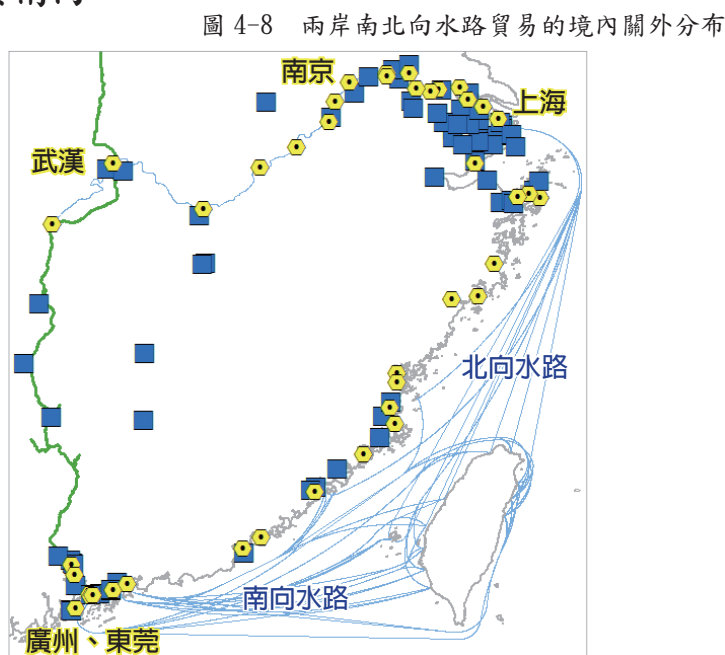 圖 4-8 兩岸南北向水路貿易的境內關外分布
南京
上海
武漢
北向水路
南向水路
廣州、東莞